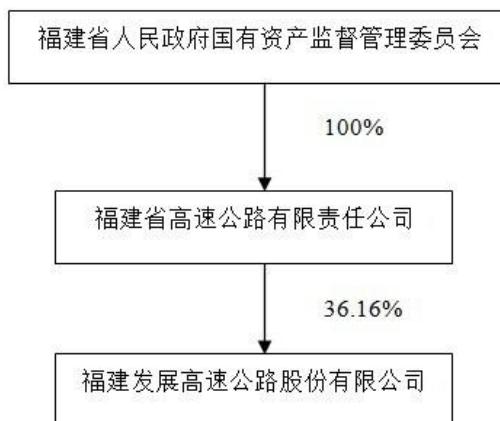 福建省人民政府国有资产监督管理委员会
100%
福建省高速公路有限责任公司
36.16%
福建发展高速公路股份有限公司